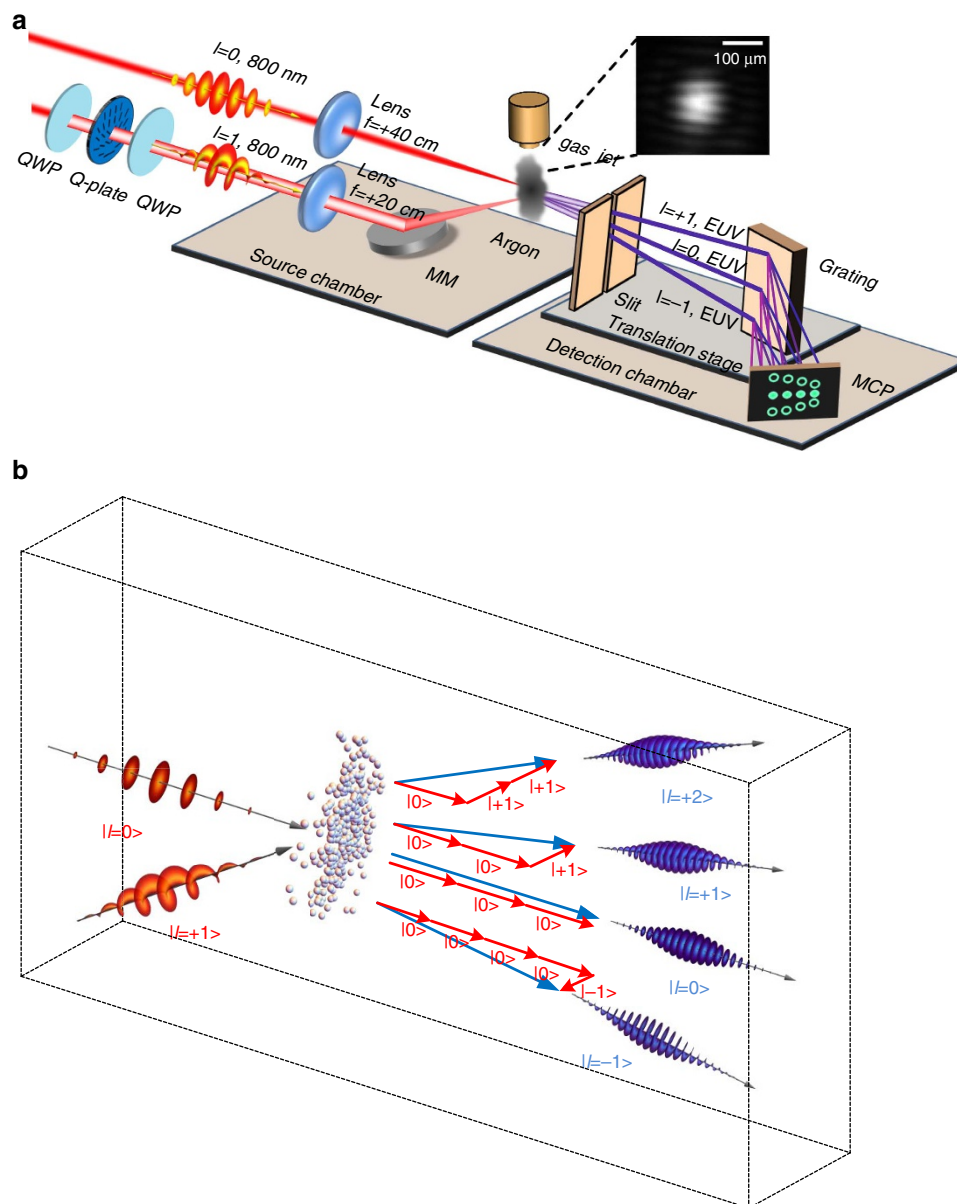 a
l=0, 800 nm
100 μm
Lens
f=+40 cm
gas jet
l=1, 800 nm
QWP
Q-plate
QWP
Lens
f=+20 cm
Argon
MM
Source chamber
l=+1, EUV
l=0, EUV
l=−1, EUV
Grating
Slit
Translation stage
Detection chambar
MCP
b
|l=0>
|l=+1>
|0>
|+1>
|+1>
|l=+2>
|0>
|0>
|+1>
|l=+1>
|0>
|0>
|0>
|l=0>
|0>
|0>
|0>
|0>
|−1>
|l=−1>